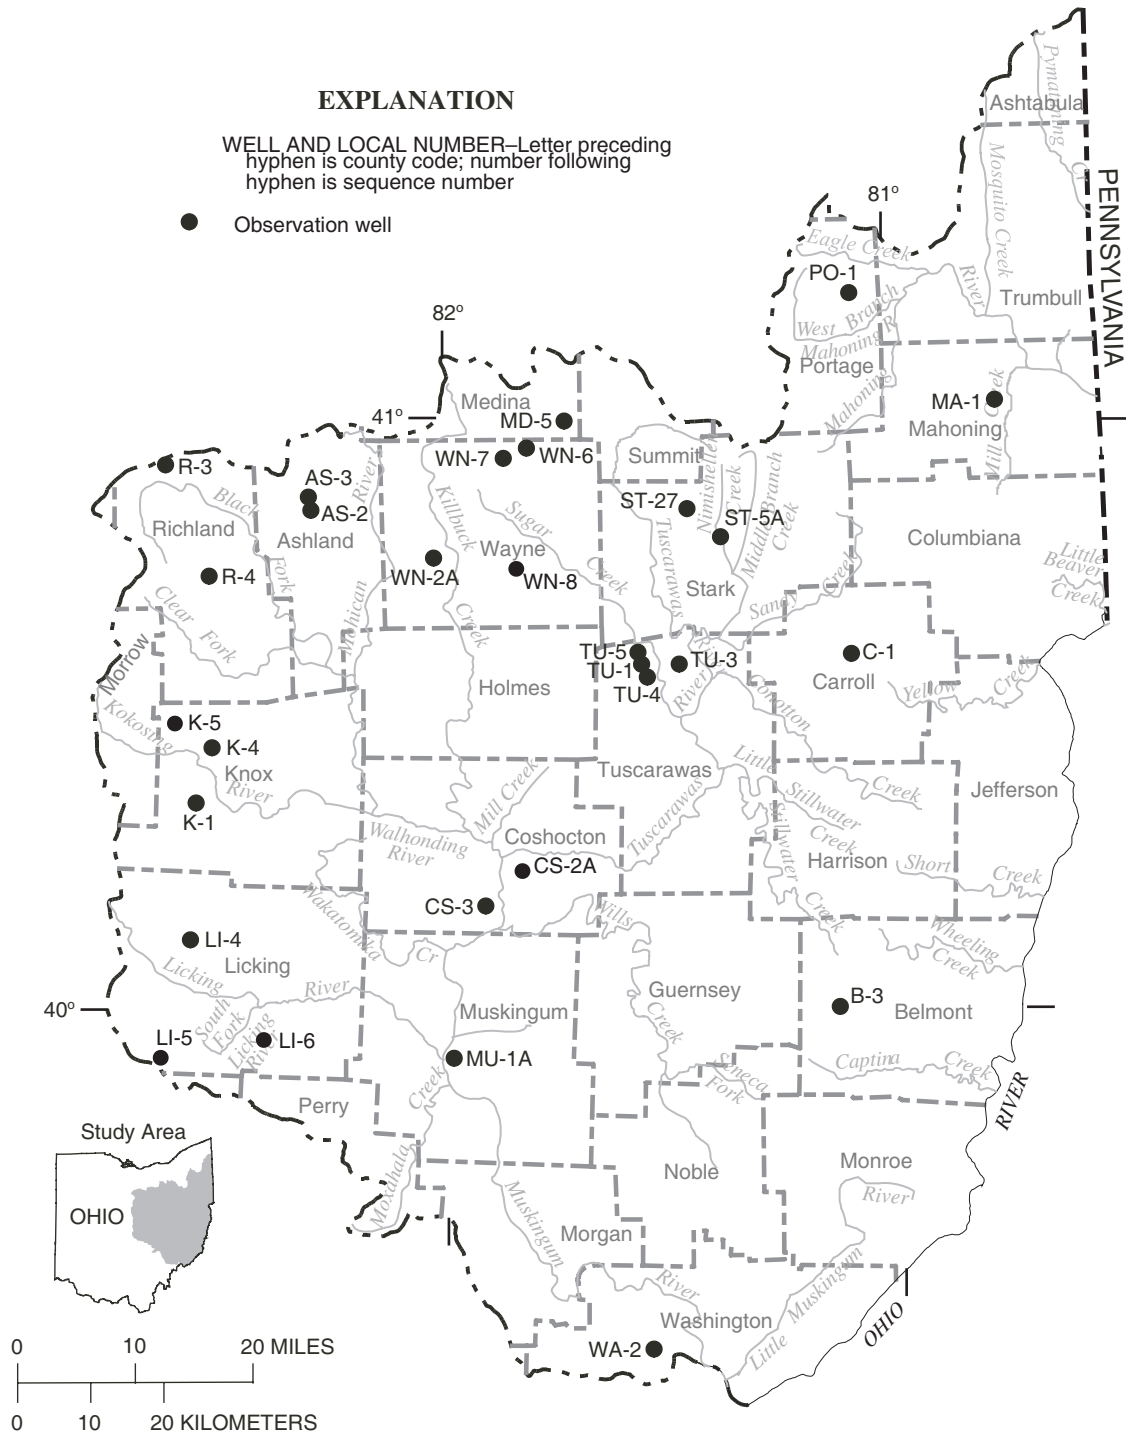 EXPLANATION
WELL AND LOCAL NUMBER–Letter preceding
hyphen is county code; number following
hyphen is sequence number
Observation well
Pymatuning
Cr
Ashtabula
PENNSYLVANIA
Mosquito Creek
81°
Eagle Creek
PO-1
River
Trumbull
West Branch
Mahoning R
Portage
Mahoning
82°
Medina
41°
MD-5
MA-1
Mahoning
Mill Creek
R-3
AS-3
AS-2
River
WN-7
WN-6
Summit
Nimishellen
Creek
Middle Branch
Creek
ST-27
ST-5A
Richland
Black
Fork
Ashland
Killbuck
Creek
Sugar
Creek
Wayne
Columbiana
R-4
WN-2A
WN-8
Tuscarawas
River
Stark
Sandy Creek
Little
Beaver
Creek
Clear
Fork
Mohican
Morrow
TU-5
TU-1
TU-4
TU-3
River
C-1
Carroll
Yellow
Creek
Holmes
Conotton
Creek
Kokosing
River
K-5
K-4
Knox
K-1
Tuscarawas
Little
Stillwater
Creek
Jefferson
Mill Creek
Coshocton
Tuscarawas
Stillwater
Creek
Walhonding
River
Harrison
Short
Creek
CS-2A
CS-3
Wakatomika
Cr
Wills
Creek
Wheeling
Creek
LI-4
Licking
Licking
River
South
Fork
Licking
River
40°
LI-5
LI-6
Muskingum
Guernsey
B-3
Belmont
MU-1A
Captina
Creek
Seneca
Fork
Creek
Moxahala
Perry
RIVER
OHIO
Study Area
OHIO
Noble
Monroe
River
Muskingum
River
Morgan
Little
Muskingum
Washington
WA-2
0 10 20 MILES
0 10 20 KILOMETERS